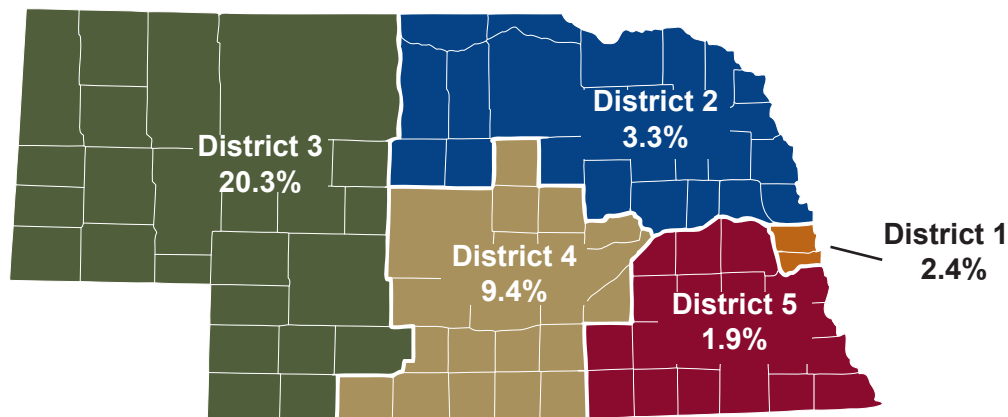 District 3
20.3%
District 2
3.3%
District 1
2.4%
District 4
9.4%
District 5
1.9%